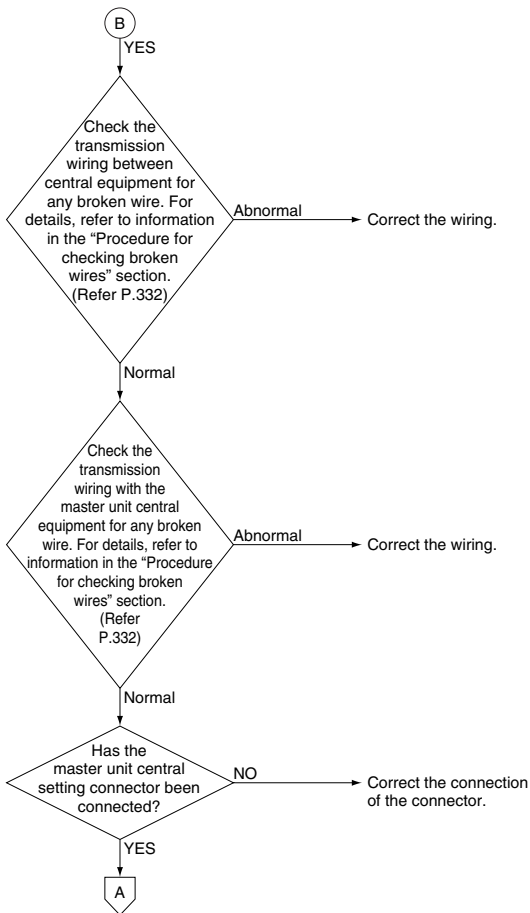 B
YES
Check the
transmission
wiring between
central equipment for
any broken wire. For
details, refer to information
in the “Procedure for
checking broken
wires” section.
(Refer P.332)
Abnormal
Correct the wiring.
Normal
Check the
transmission
wiring with the
master unit central
equipment for any broken
wire. For details, refer to
information in the “Procedure
for checking broken
wires” section.
(Refer
P.332)
Abnormal
Correct the wiring.
Normal
Has the
master unit central
setting connector been
connected?
NO
Correct the connection
of the connector.
YES
A